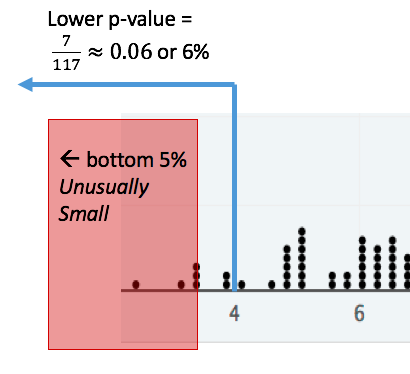 Lower p-value =
7
117
≈ 0.06 or 6%
← bottom 5%
Unusually
Small
4 6